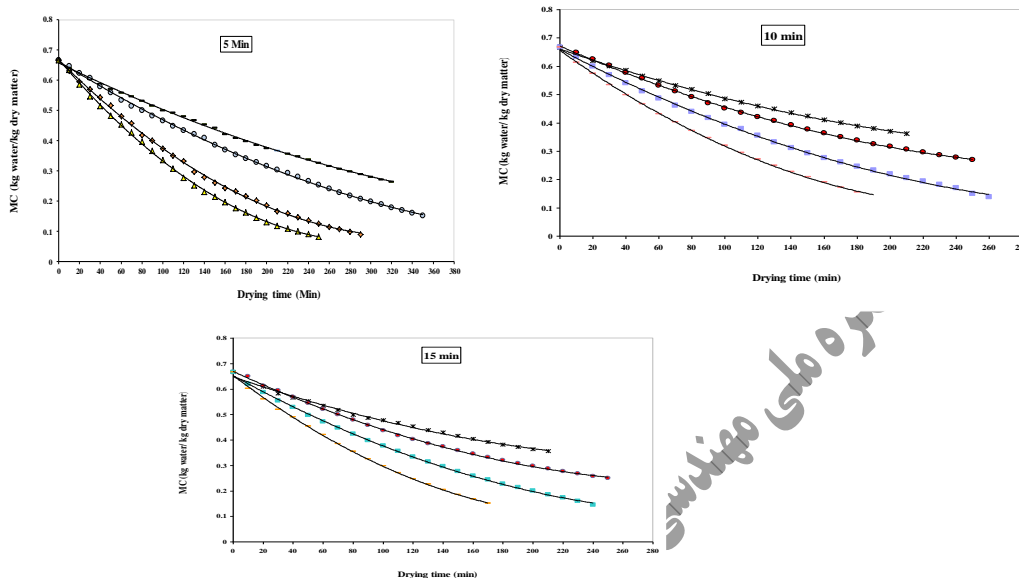 5 Min
MC (kg water/kg dry matter)
0.8
0.7
0.6
0.5
0.4
0.3
0.2
0.1
0
0 20 40 60 80 100 120 140 160 180 200 220 240 260 280 300 320 340 360 380
Drying time (Min)
10 min
MC (kg water/kg dry matter)
0.8
0.7
0.6
0.5
0.4
0.3
0.2
0.1
0
0 20 40 60 80 100 120 140 160 180 200 220 240 260
Drying time (min)
15 min
MC (kg water/ kg dry matter)
0.8
0.7
0.6
0.5
0.4
0.3
0.2
0.1
0
0 20 40 60 80 100 120 140 160 180 200 220 240 260 280
Drying time (min)
های